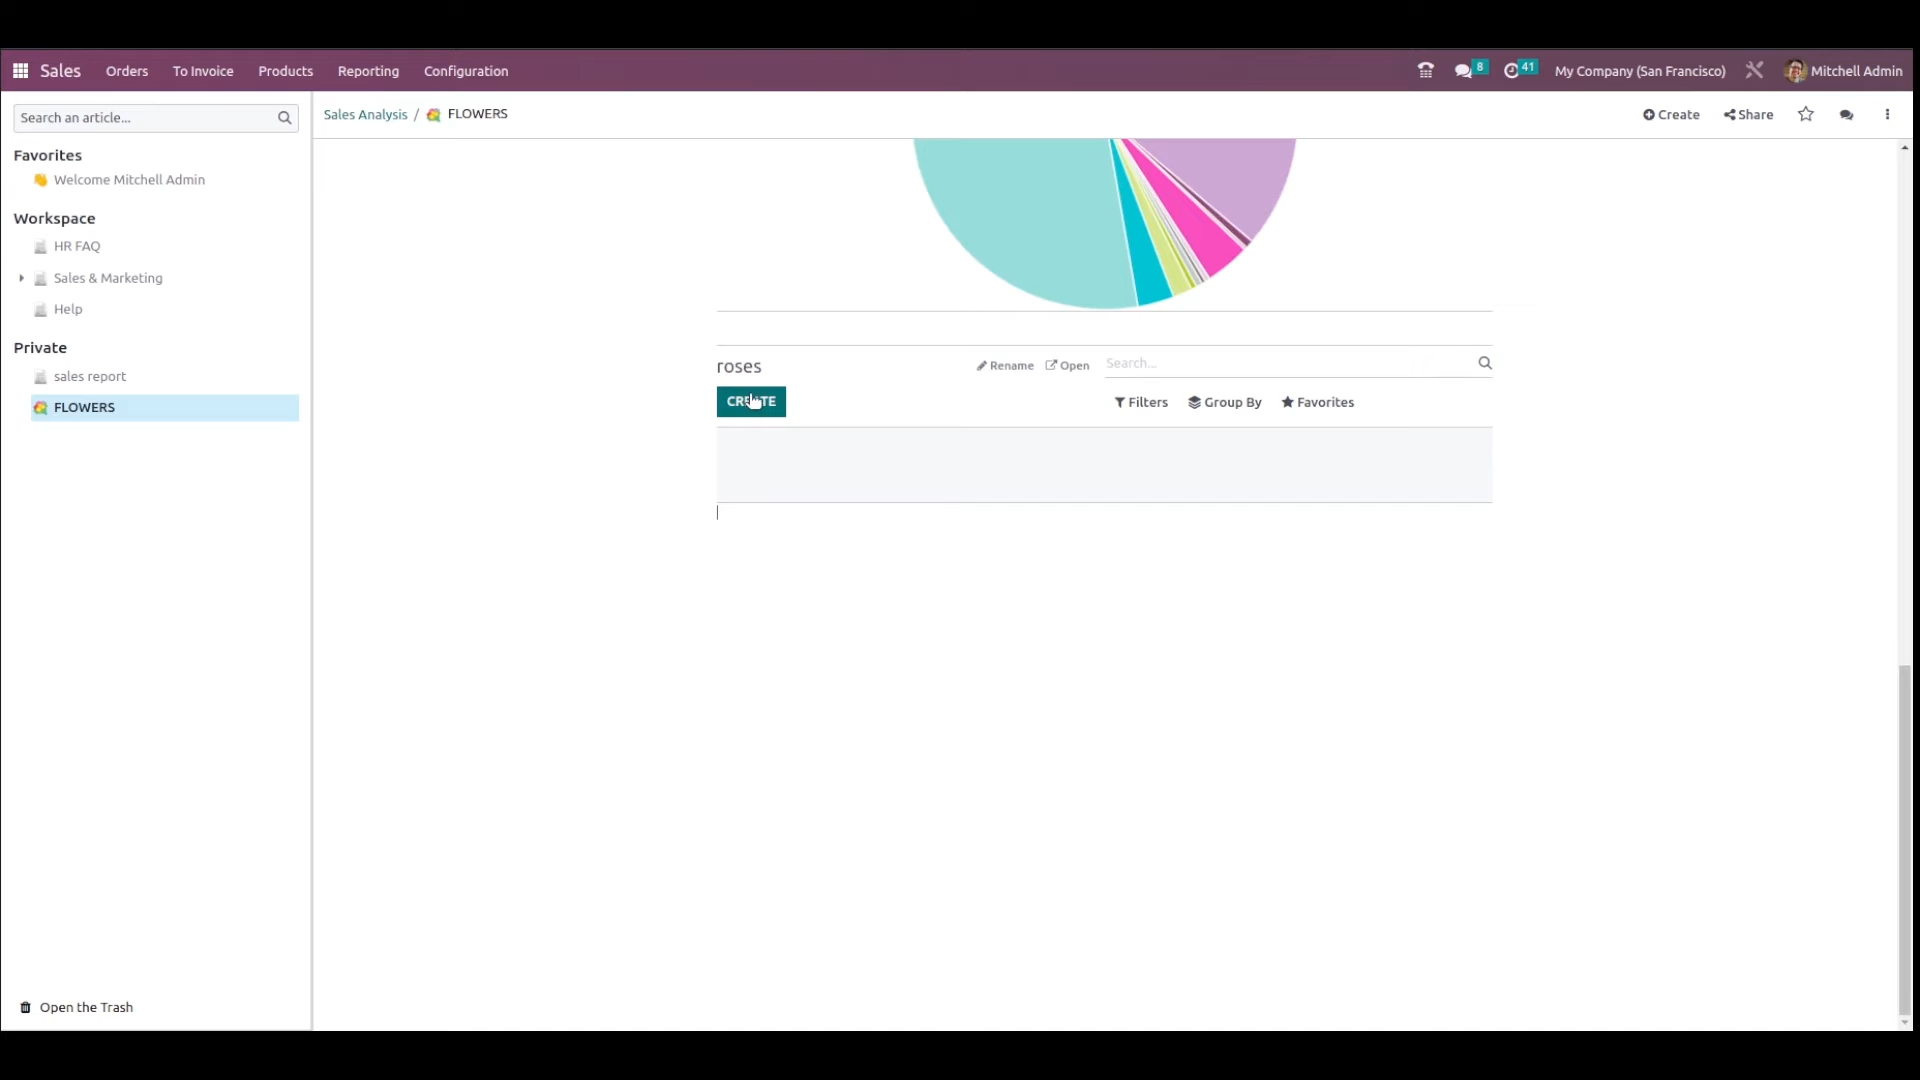 Sales Orders To Invoice Products Reporting Configuration 8 41 My Company (San Francisco) Mitchell Admin
Search an article...
Sales Analysis / FLOWERS
Create Share
Favorites
Welcome Mitchell Admin
Workspace
HR FAQ
Sales & Marketing
Help
Private
sales report
FLOWERS
roses Rename Open Search...
CREATE Filters Group By Favorites
Open the Trash